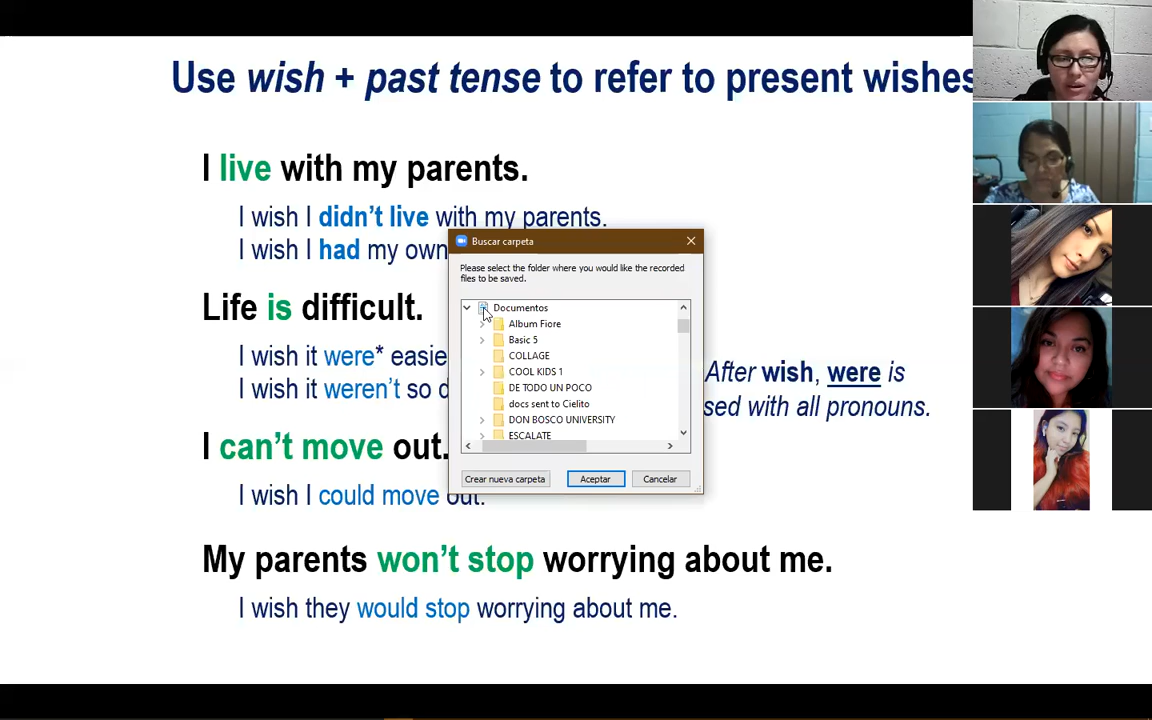 Use wish + past tense to refer to present wishes
I live with my parents.
I wish I didn't live with my parents.
I wish I had my own
Life is difficult.
I wish it were* easie
I wish it weren't so d
After wish, were is
sed with all pronouns.
I can't move out.
I wish I could move out.
My parents won't stop worrying about me.
I wish they would stop worrying about me.
Buscar carpeta
Please select the folder where you would like the recorded
files to be saved.
Documentos
Album Fiore
Basic 5
COLLAGE
COOL KIDS 1
DE TODO UN POCO
docs sent to Cielito
DON BOSCO UNIVERSITY
ESCALATE
Crear nueva carpeta
Aceptar
Cancelar